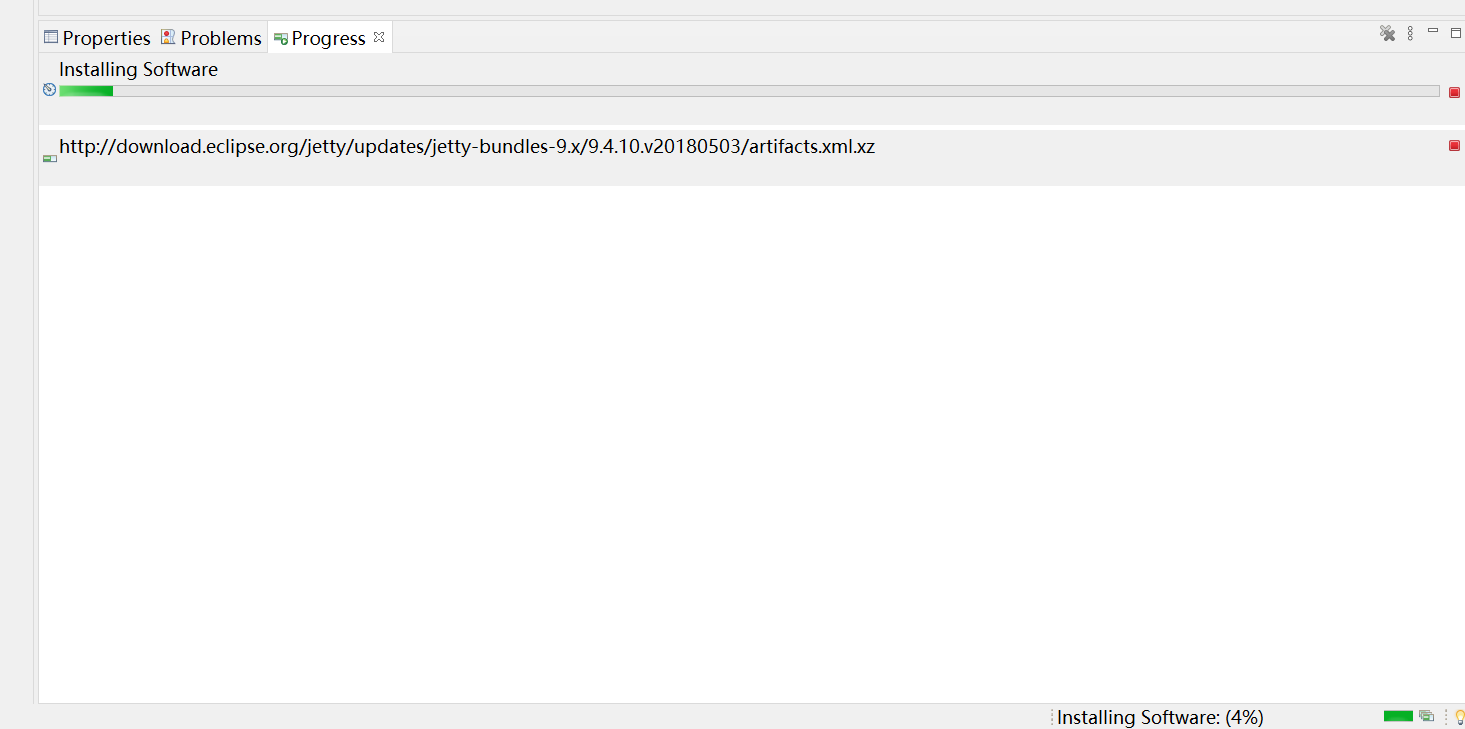 Properties Problems Progress
Installing Software
http://download.eclipse.org/jetty/updates/jetty-bundles-9.x/9.4.10.v20180503/artifacts.xml.xz
Installing Software: (4%)